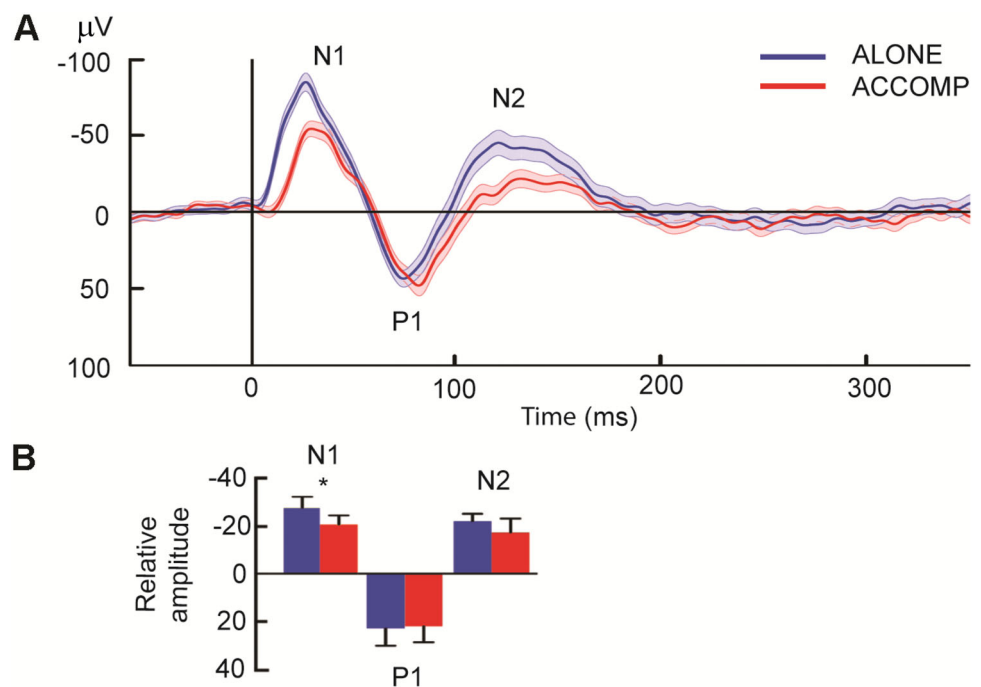 A
μV
-100
-50
0
50
100
N1
N2
P1
ALONE
ACCOMP
0
100
200
300
Time (ms)
B
Relative
amplitude
-40
-20
0
20
40
N1
*
N2
P1